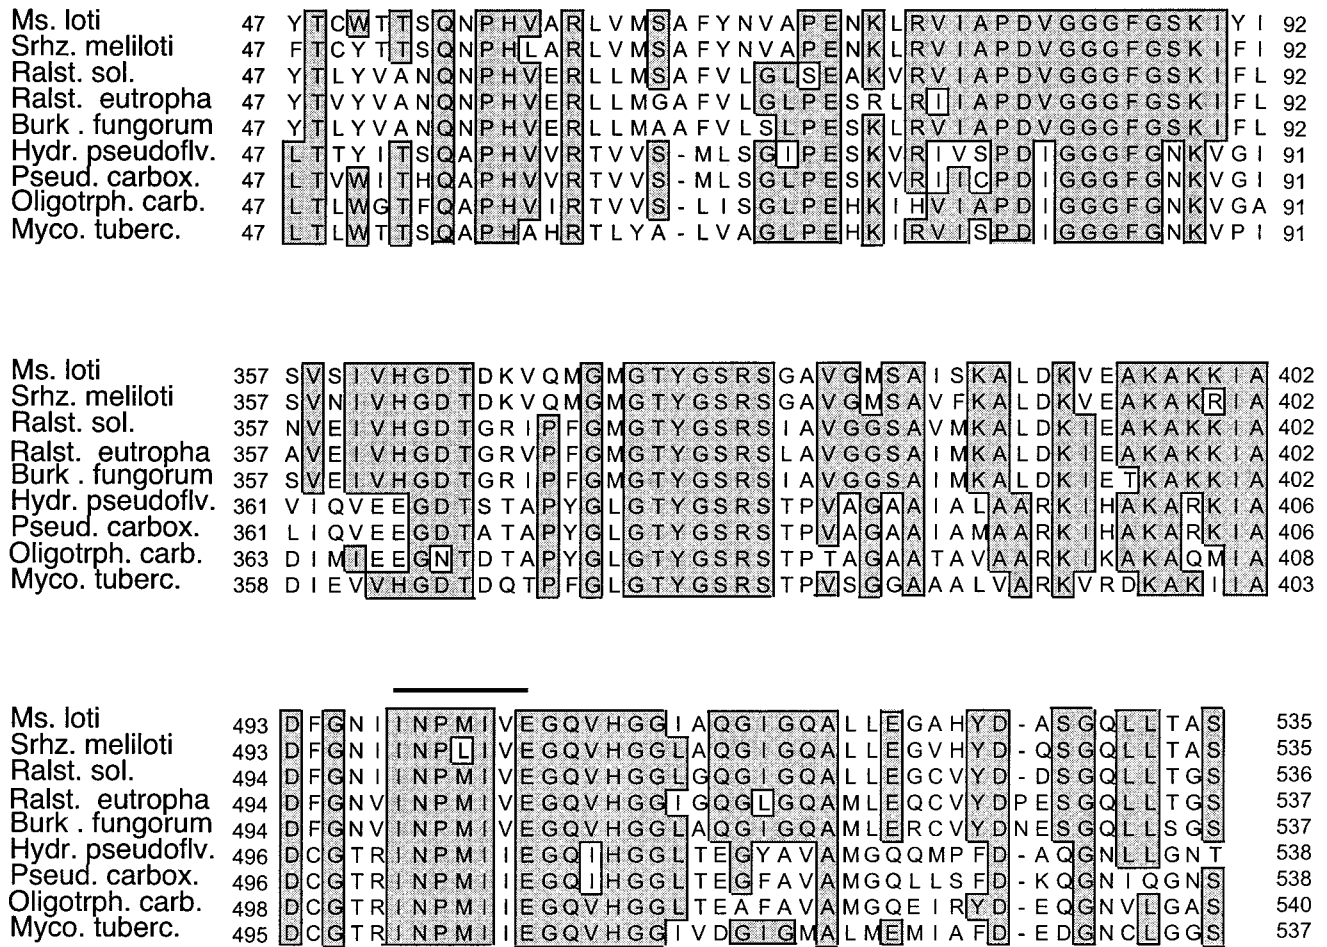 Ms. loti 47 YTCWTTSQNPHVARLVMSAFYNVAPENKLRVIAPDVGGGFGSKIYI 92
Srhz. meliloti 47 FTCYTTSQNPHLARLVMSAFYNVAPENKLRVIAPDVGGGFGSKIFI 92
Ralst. sol. 47 YTLYVANQNPHVERLLMSAFVLGLSEAKVRVIAPDVGGGFGSKIFL 92
Ralst. eutropha 47 YTVYVANQNPHVERLLMGAFVLGLPESRLRIIAPDVGGGFGSKIFL 92
Burk . fungorum 47 YTLYVANQNPHVERLLMAAFVLSLPESKLRVIAPDVGGGFGSKIFL 92
Hydr. pseudoflv. 47 LTTYITSQAPHVVRTVVS-MLSGIPESKVRIVSPDIGGGFGNKVGI 91
Pseud. carbox. 47 LTVWITHQAPHVVRTVVS-MLSGLPESKVRIICPDIGGGFGNKVGI 91
Oligotrph. carb. 47 LTLWGTFQAPHVIRTVVS-LISGLPEHKIHVIAPDIGGGFGNKVGA 91
Myco. tuberc. 47 LTLWTTSQAPHAHRTLYA-LVAGLPEHKIRVISPDIGGGFGNKVPI 91
Ms. loti 357 SVSIVHGDTDKVQMGMGTYGSRSGAVGMSAISKALDKVEAKAKKIA 402
Srhz. meliloti 357 SVNIVHGDTDKVQMGMGTYGSRSGAVGMSAVFKALDKVEAKAKRIA 402
Ralst. sol. 357 NVEIVHGDTGRIPFGMGTYGSRSIAVGGSAVMKALDKIEAKAKKIA 402
Ralst. eutropha 357 AVEIVHGDTGRVPFGMGTYGSRSLAVGGSAIMKALDKIEAKAKKIA 402
Burk . fungorum 357 SVEIVHGDTGRIPFGMGTYGSRSIAVGGSAIMKALDKIETKAKKIA 402
Hydr. pseudoflv. 361 VIQVEEGDTSTAPYGLGTYGSRSTPVAGAAIALAARKIHAKARKIA 406
Pseud. carbox. 361 LIQVEEGDTATAPYGLGTYGSRSTPVAGAAIAMAARKIHAKARKIA 406
Oligotrph. carb. 363 DIMIEEGNTDTAPYGLGTYGSRSTPTAGAATAVAARKIKAKAQMIA 408
Myco. tuberc. 358 DIEVVHGDTDQTPFGLGTYGSRSTPVSGGAAALVARKVRDKAKIIA 403
Ms. loti 493 DFGNIINPMIVEGQVHGGIAQGIGQALLEGAHYD-ASGQLLTAS 535
Srhz. meliloti 493 DFGNIINPLIVEGQVHGGLAQGIGQALLEGVHYD-QSGQLLTAS 535
Ralst. sol. 494 DFGNIINPMIVEGQVHGGLGQGIGQALLEGCVYD-DSGQLLTGS 536
Ralst. eutropha 494 DFGNVINPMIVEGQVHGGIGQGLGQAMLEQCVYDPESGQLLTGS 537
Burk . fungorum 494 DFGNVINPMIVEGQVHGGLAQGIGQAMLERCVYDNESGQLLSGS 537
Hydr. pseudoflv. 496 DCGTRINPMIIEGQIHGGLTEGYAVAMGQQMPFD-AQGNLLGNT 538
Pseud. carbox. 496 DCGTRINPMIIEGQIHGGLTEGFAVAMGQLLSFD-KQGNIQGNS 538
Oligotrph. carb. 498 DCGTRINPMIIEGQVHGGLTEAFAVAMGQEIRYD-EQGNVLGAS 540
Myco. tuberc. 495 DCGTRINPMIIEGQVHGGIVDGIGMALMEMIAFD-EDGNCLGGS 537